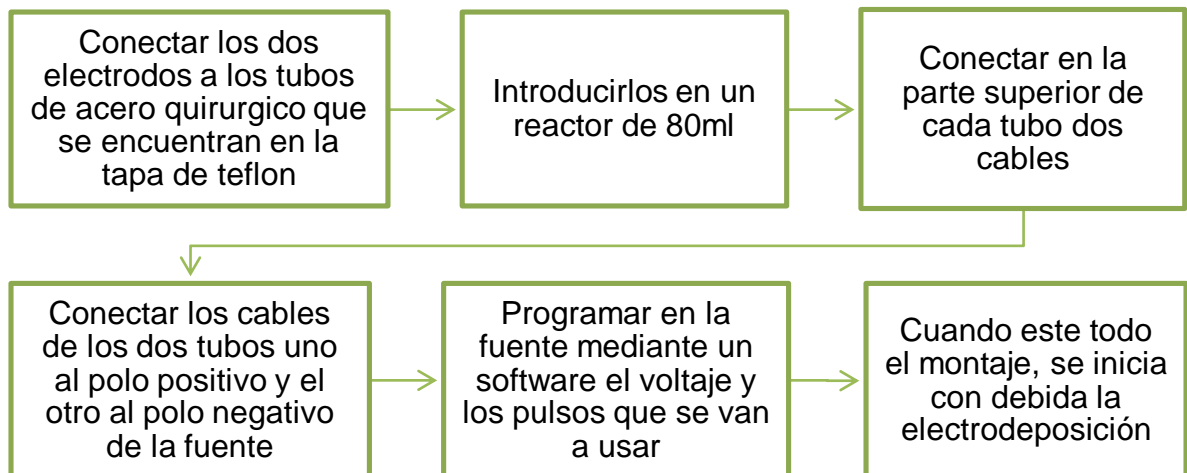 Conectar los dos
electrodos a los tubos
de acero quirurgico que
se encuentran en la
tapa de teflon
Introducirlos en un
reactor de 80ml
Conectar en la
parte superior de
cada tubo dos
cables
Conectar los cables
de los dos tubos uno
al polo positivo y el
otro al polo negativo
de la fuente
Programar en la
fuente mediante un
software el voltaje y
los pulsos que se van
a usar
Cuando este todo
el montaje, se inicia
con debida la
electrodeposición